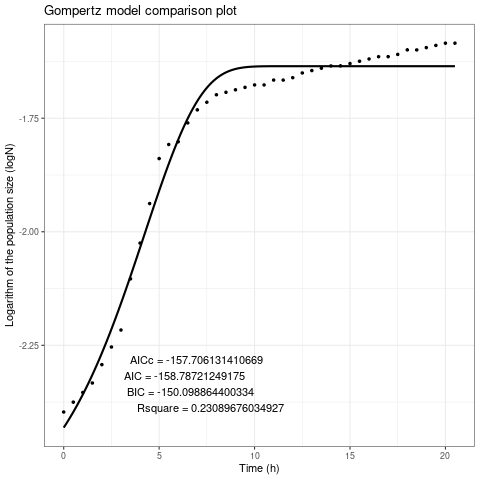 Gompertz model comparison plot
Logarithm of the population size (logN)
-1.75
-2.00
-2.25
AICc = -157.706131410669
AIC = -158.78721249175
BIC = -150.098864400334
Rsquare = 0.23089676034927
0 5 10 15 20
Time (h)